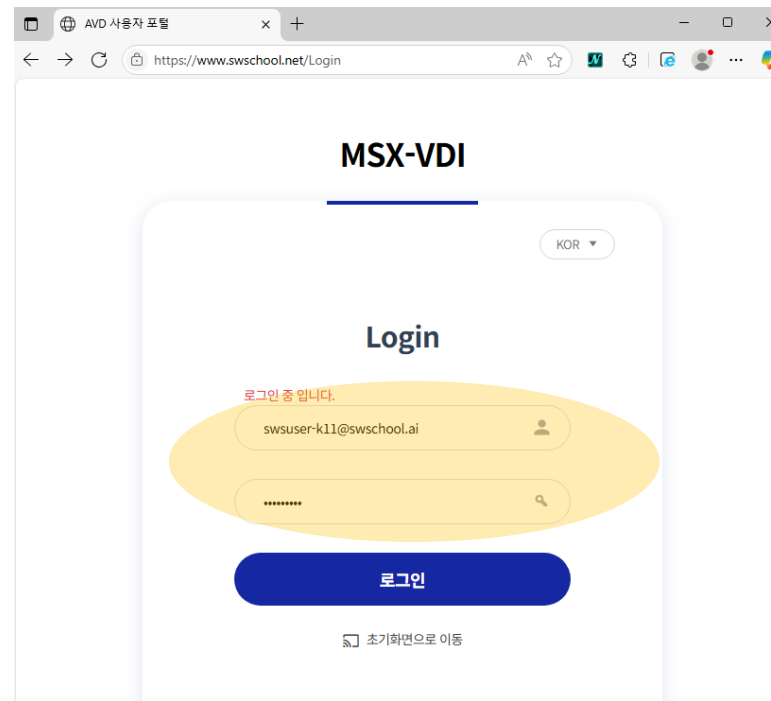 AVD 사용자 포털
https://www.swschool.net/Login
MSX-VDI
KOR
Login
로그인 중 입니다.
swsuser-k11@swschool.ai
•••••••••
로그인
초기화면으로 이동